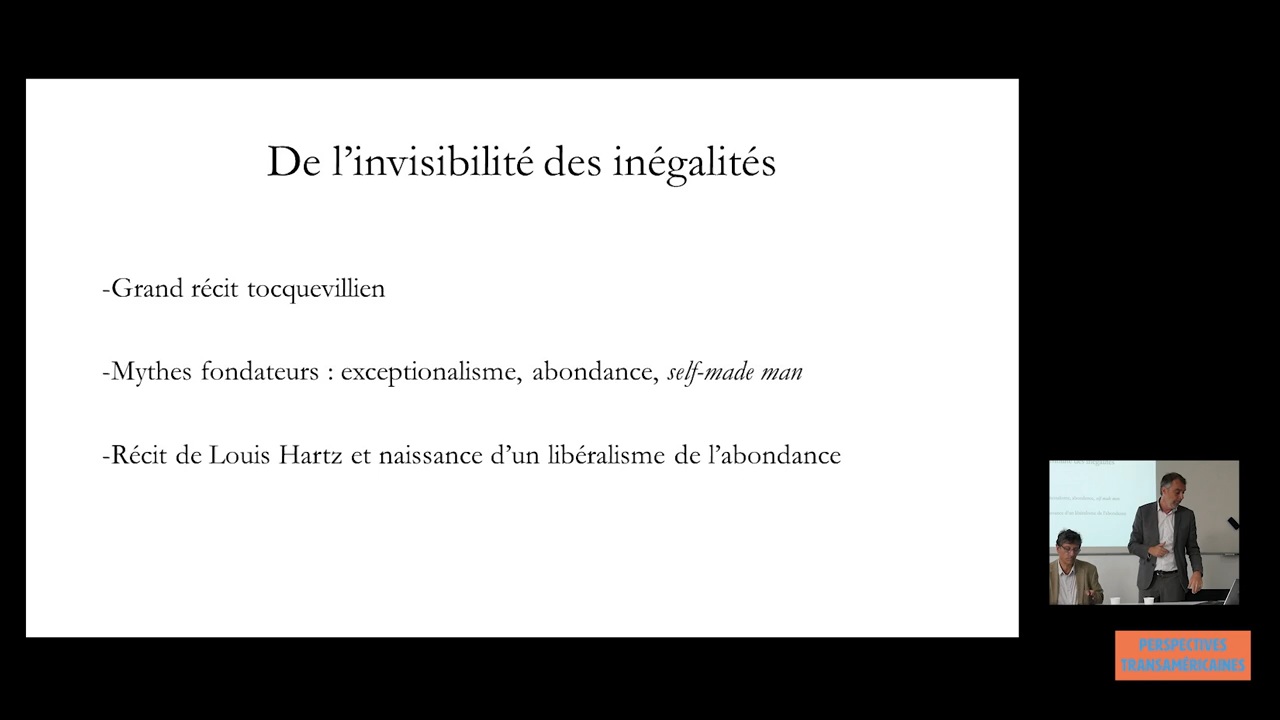 De l’invisibilité des inégalités
-Grand récit tocquevillien
-Mythes fondateurs : exceptionalisme, abondance, self-made man
-Récit de Louis Hartz et naissance d’un libéralisme de l’abondance
PERSPECTIVES
TRANSAMÉRICAINES